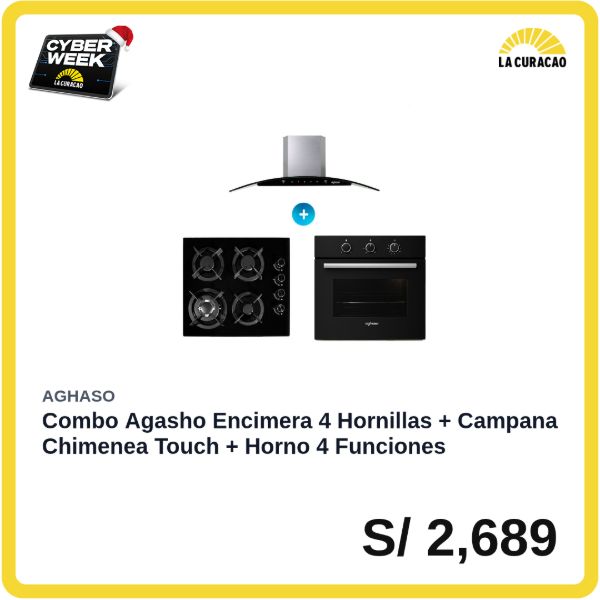 CYBER
WEEK
LA CURACAO
LA CURACAO
AGHASO
Combo Agasho Encimera 4 Hornillas + Campana
Chimenea Touch + Horno 4 Funciones
S/ 2,689